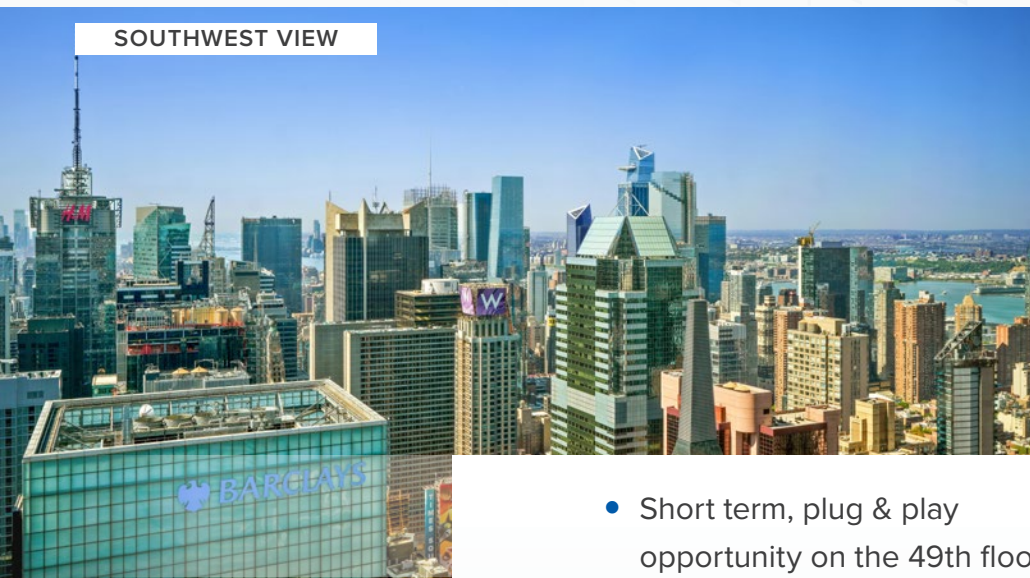 SOUTHWEST VIEW
H&M
W
BARCLAYS
Short term, plug & play
opportunity on the 49th floo